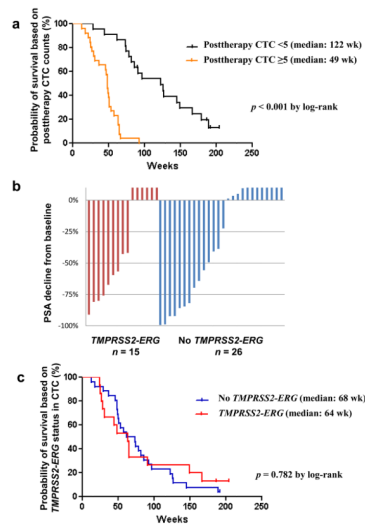 a
Probability of survival based on
posttherapy CTC counts (%)
100
80
60
40
20
0
Posttherapy CTC <5 (median: 122 wk)
Posttherapy CTC ≥5 (median: 49 wk)
p < 0.001 by log-rank
0 50 100 150 200 250
Weeks
b
PSA decline from baseline
0%
-25%
-50%
-75%
-100%
TMPRSS2-ERG No TMPRSS2-ERG
n = 15 n = 26
c
Probability of survival based on
TMPRSS2-ERG status in CTC (%)
100
80
60
40
20
0
No TMPRSS2-ERG (median: 68 wk)
TMPRSS2-ERG (median: 64 wk)
p = 0.782 by log-rank
0 50 100 150 200 250
Weeks